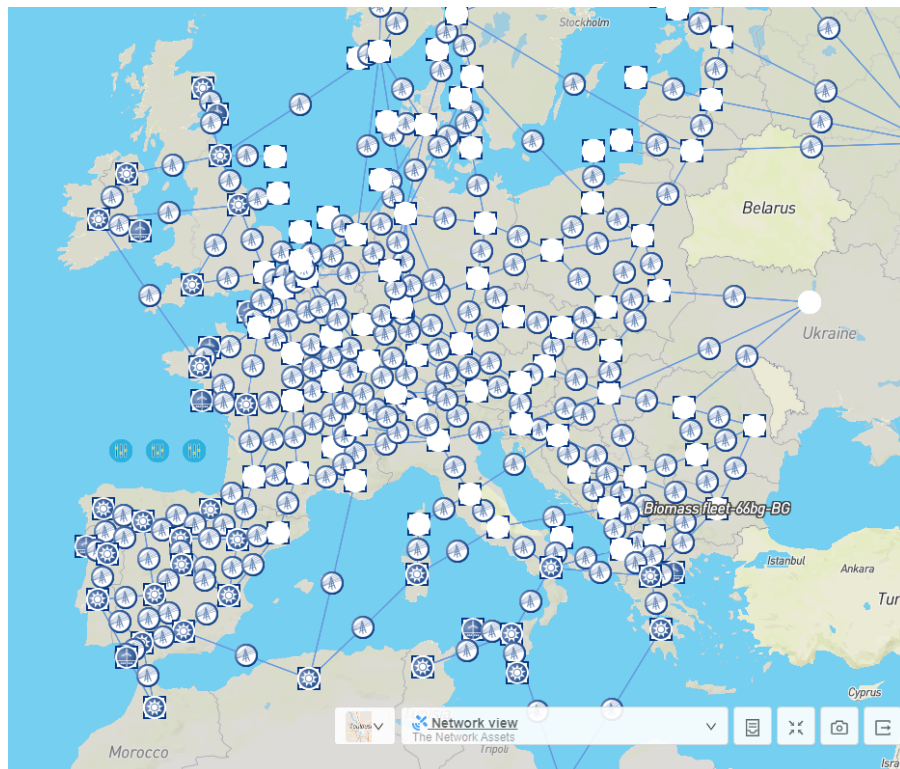 Stockholm
Belarus
Ukraine
Biomass fleet-66bg-BG
Istanbul
Ankara
Tur
Cyprus
Toulouse
Network view
The Network Assets
Tripoli
Morocco
Isra